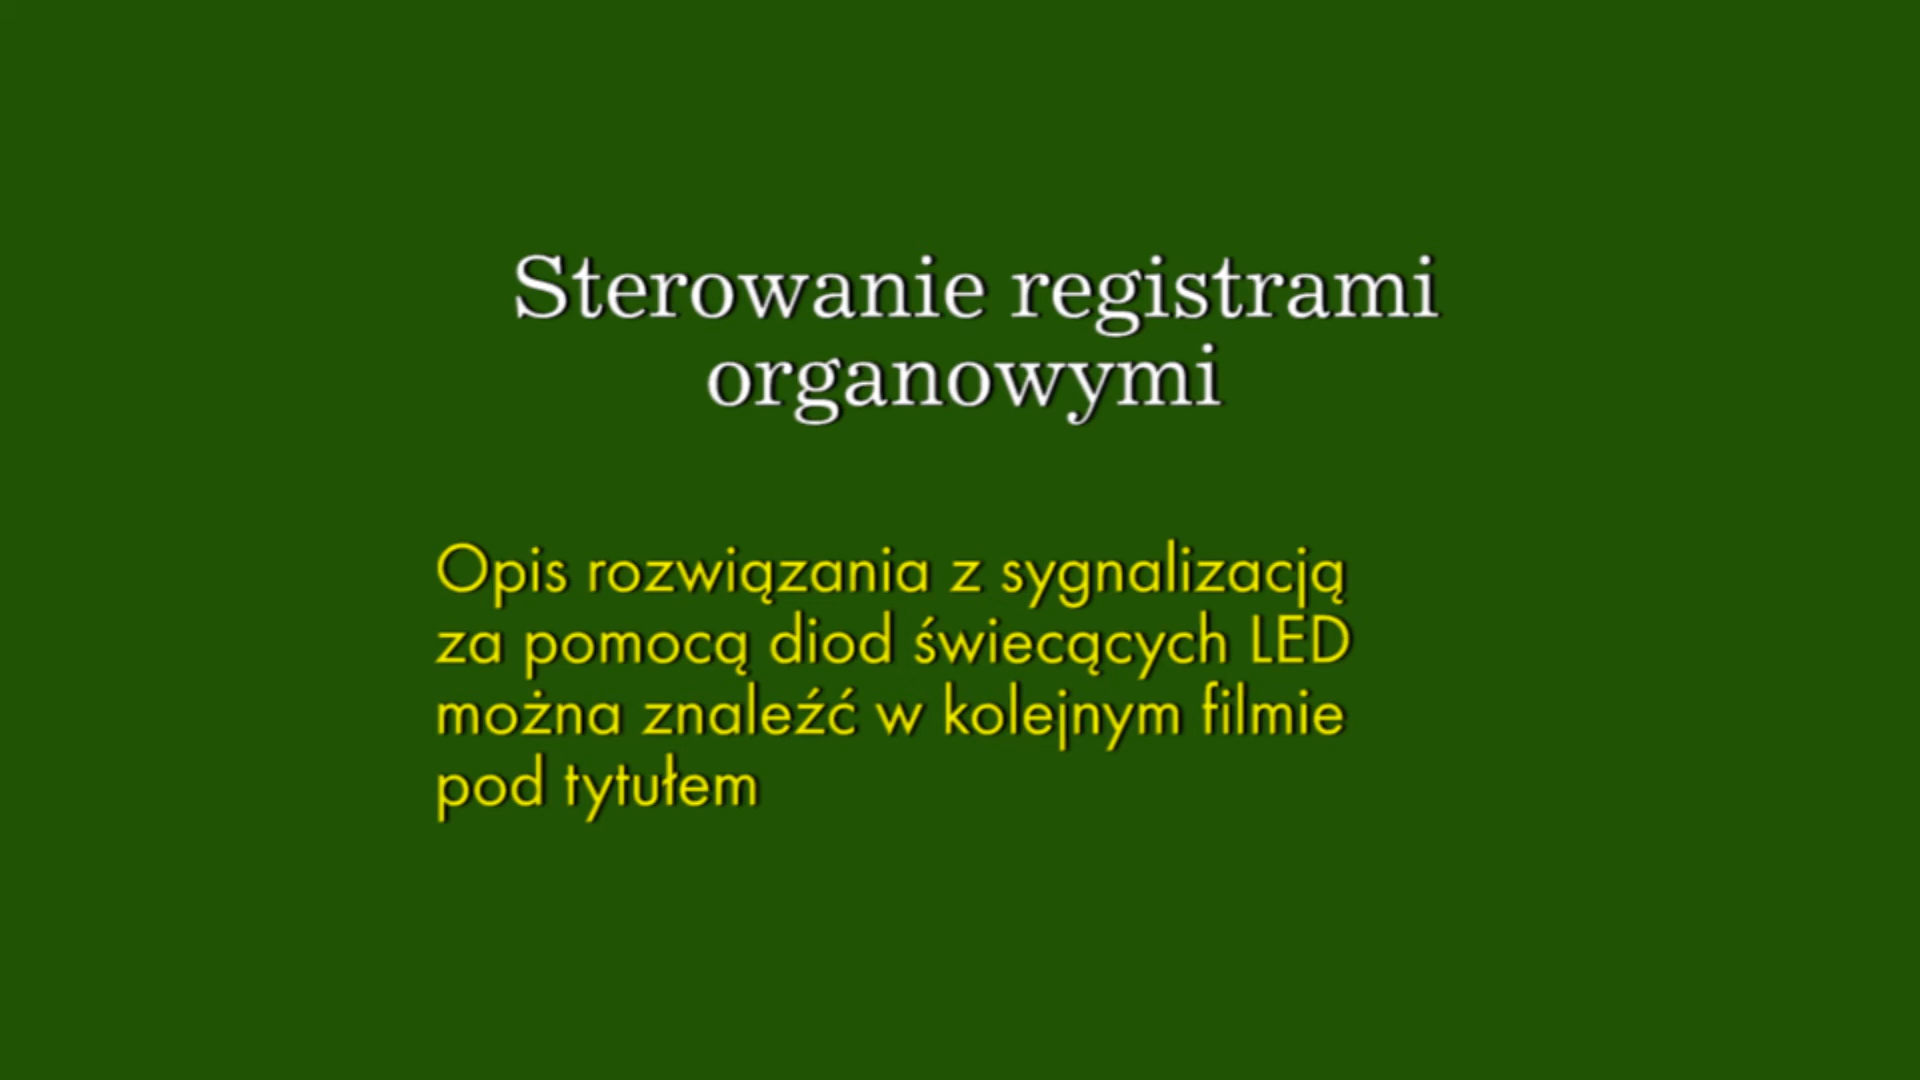 Sterowanie registrami
organowymi
Opis rozwiązania z sygnalizacją
za pomocą diod świecących LED
można znaleźć w kolejnym filmie
pod tytułem